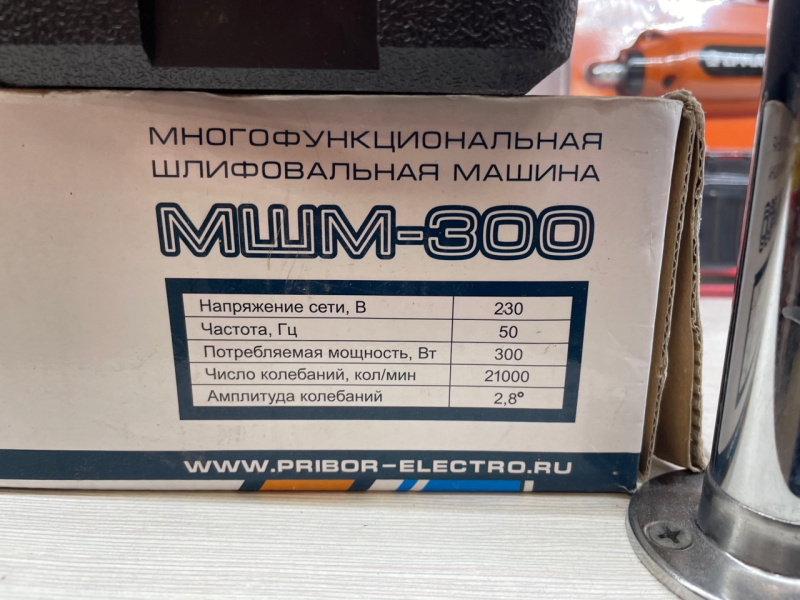 МНОГОФУНКЦИОНАЛЬНАЯ
ШЛИФОВАЛЬНАЯ МАШИНА
МШМ-300
Напряжение сети, В 230
Частота, Гц 50
Потребляемая мощность, Вт 300
Число колебаний, кол/мин 21000
Амплитуда колебаний 2,8°
WWW.PRIBOR-ELECTRO.RU